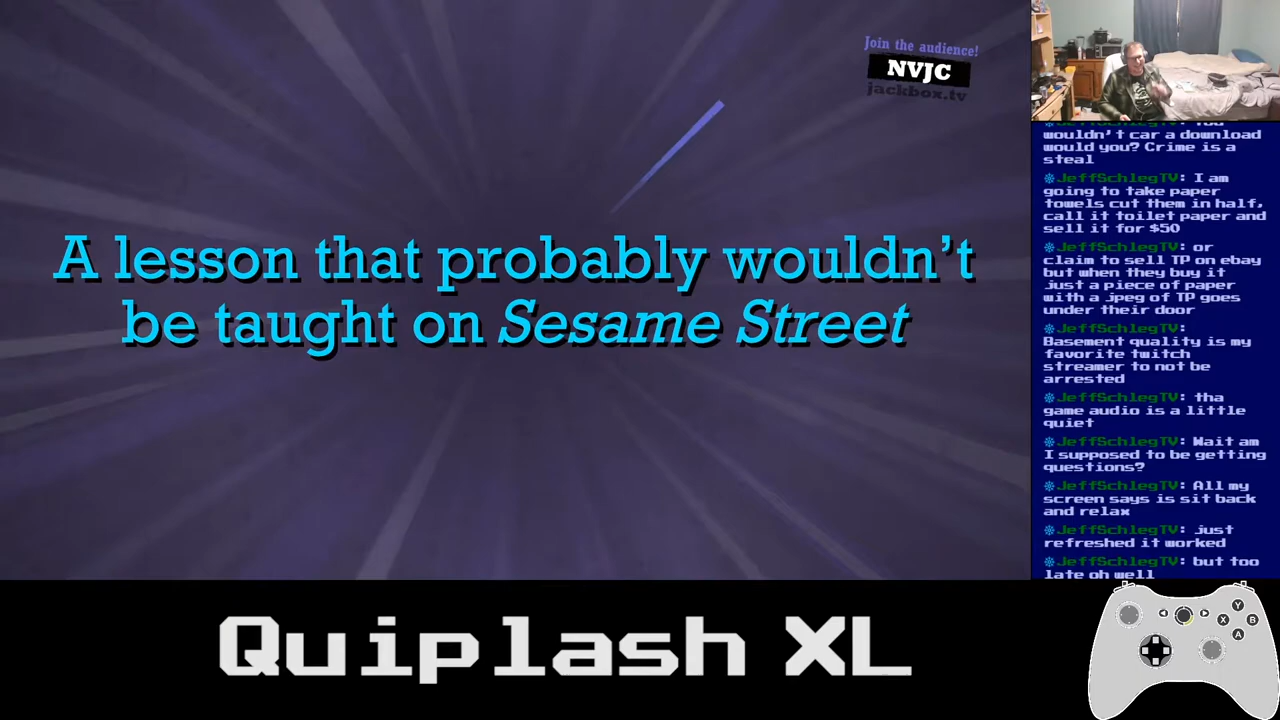 Join the audience!
NVJC
jackbox.tv
A lesson that probably wouldn't
be taught on Sesame Street
JeffSchlegTV: You
wouldn't car a download
would you? Crime is a
steal
JeffSchlegTV: I am
going to take paper
towels cut them in half,
call it toilet paper and
sell it for $50
JeffSchlegTV: or
claim to sell TP on ebay
but when they buy it
just a piece of paper
with a jpeg of TP goes
under their door
JeffSchlegTV:
Basement quality is my
favorite twitch
streamer to not be
arrested
JeffSchlegTV: tha
game audio is a little
quiet
JeffSchlegTV: Wait am
I supposed to be getting
questions?
JeffSchlegTV: All my
screen says is sit back
and relax
JeffSchlegTV: just
refreshed it worked
JeffSchlegTV: but too
late oh well
Quiplash XL
Y
X
B
A